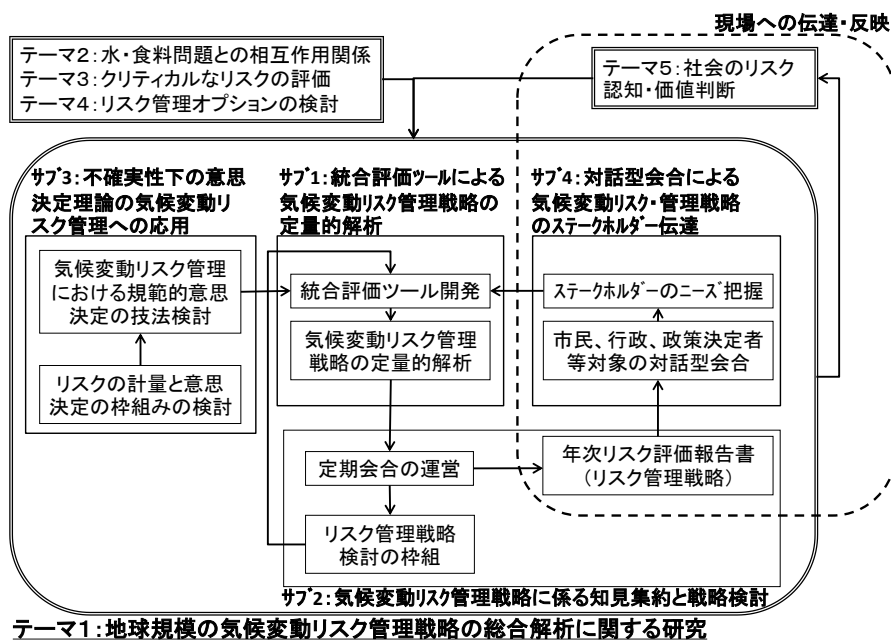 現場への伝達・反映
テーマ2：水・食料問題との相互作用関係
テーマ3：クリティカルなリスクの評価
テーマ4：リスク管理オプションの検討
テーマ5：社会のリスク
認知・価値判断
ｻﾌﾞ3：不確実性下の意思
決定理論の気候変動リ
スク管理への応用
気候変動リスク管理
における規範的意思
決定の技法検討
リスクの計量と意思
決定の枠組みの検討
ｻﾌﾞ1：統合評価ﾂｰﾙによる
気候変動ﾘｽｸ管理戦略の
定量的解析
統合評価ツール開発
気候変動リスク管理
戦略の定量的解析
ｻﾌﾞ4：対話型会合による
気候変動ﾘｽｸ・管理戦略
のｽﾃｰｸﾎﾙﾀﾞｰ伝達
ｽﾃｰｸﾎﾙﾀﾞｰのﾆｰｽﾞ把握
市民、行政、政策決定者
等対象の対話型会合
定期会合の運営
年次リスク評価報告書
（リスク管理戦略）
リスク管理戦略
検討の枠組
ｻﾌﾞ2：気候変動ﾘｽｸ管理戦略に係る知見集約と戦略検討
テーマ1：地球規模の気候変動リスク管理戦略の総合解析に関する研究